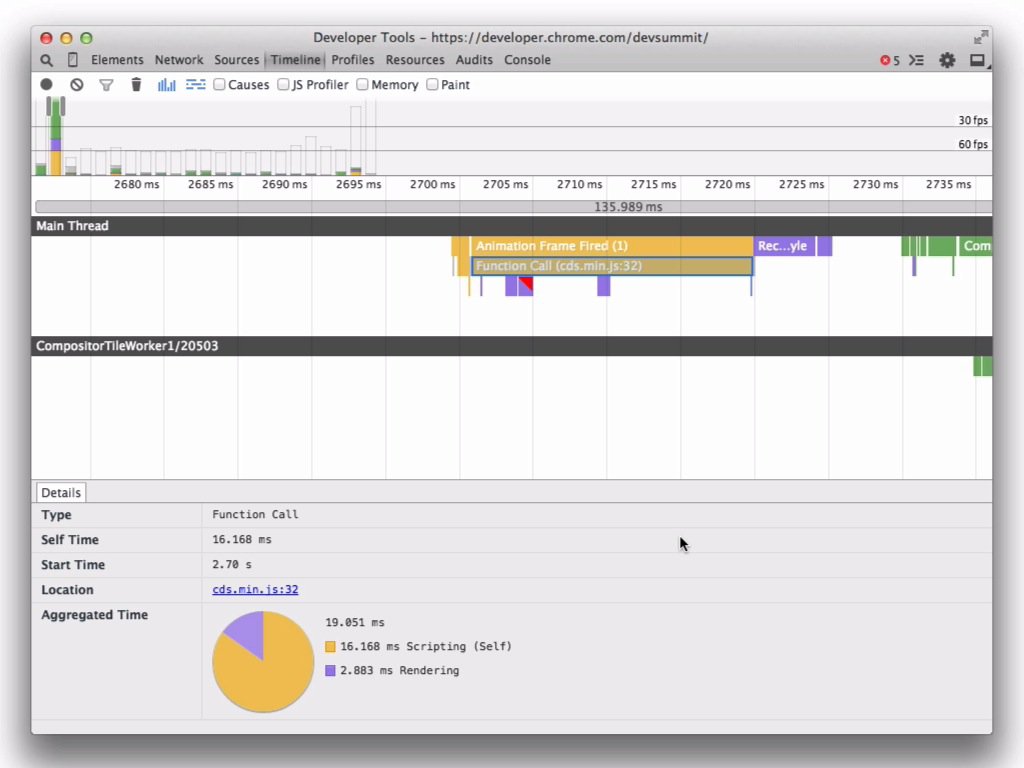 Developer Tools - https://developer.chrome.com/devsummit/
Elements Network Sources Timeline Profiles Resources Audits Console 5
Causes JS Profiler Memory Paint
30 fps
60 fps
2680 ms 2685 ms 2690 ms 2695 ms 2700 ms 2705 ms 2710 ms 2715 ms 2720 ms 2725 ms 2730 ms 2735 ms
135.989 ms
Main Thread
Animation Frame Fired (1) Rec...yle Com
Function Call (cds.min.js:32)
CompositorTileWorker1/20503
Details
Type Function Call
Self Time 16.168 ms
Start Time 2.70 s
Location cds.min.js:32
Aggregated Time
19.051 ms
16.168 ms Scripting (Self)
2.883 ms Rendering